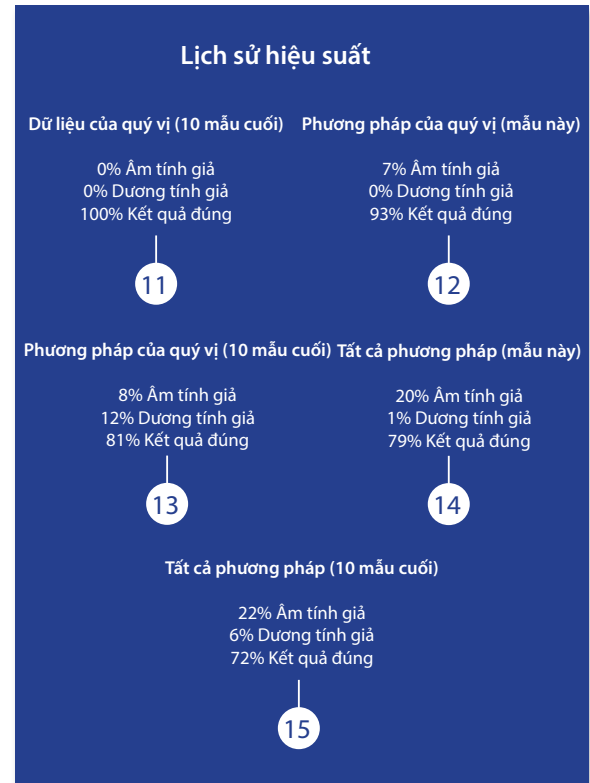 Lịch sử hiệu suất
Dữ liệu của quý vị (10 mẫu cuối)
0% Âm tính giả
0% Dương tính giả
100% Kết quả đúng
11
Phương pháp của quý vị (mẫu này)
7% Âm tính giả
0% Dương tính giả
93% Kết quả đúng
12
Phương pháp của quý vị (10 mẫu cuối)
8% Âm tính giả
12% Dương tính giả
81% Kết quả đúng
13
Tất cả phương pháp (mẫu này)
20% Âm tính giả
1% Dương tính giả
79% Kết quả đúng
14
Tất cả phương pháp (10 mẫu cuối)
22% Âm tính giả
6% Dương tính giả
72% Kết quả đúng
15